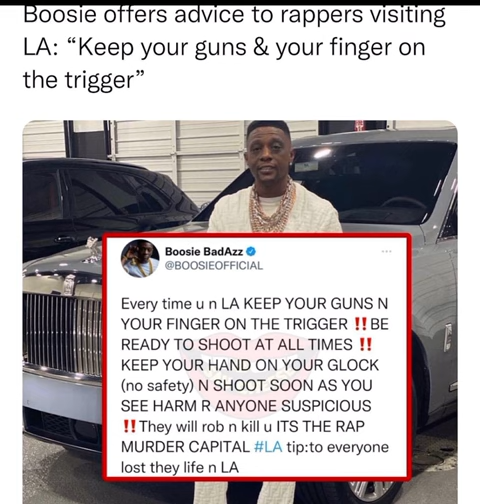 Boosie offers advice to rappers visiting
LA: “Keep your guns & your finger on
the trigger”
Boosie BadAzz
@BOOSIEOFFICIAL
Every time u n LA KEEP YOUR GUNS N
YOUR FINGER ON THE TRIGGER ‼️ BE
READY TO SHOOT AT ALL TIMES ‼️
KEEP YOUR HAND ON YOUR GLOCK
(no safety) N SHOOT SOON AS YOU
SEE HARM R ANYONE SUSPICIOUS
‼️They will rob n kill u ITS THE RAP
MURDER CAPITAL #LA tip:to everyone
lost they life n LA